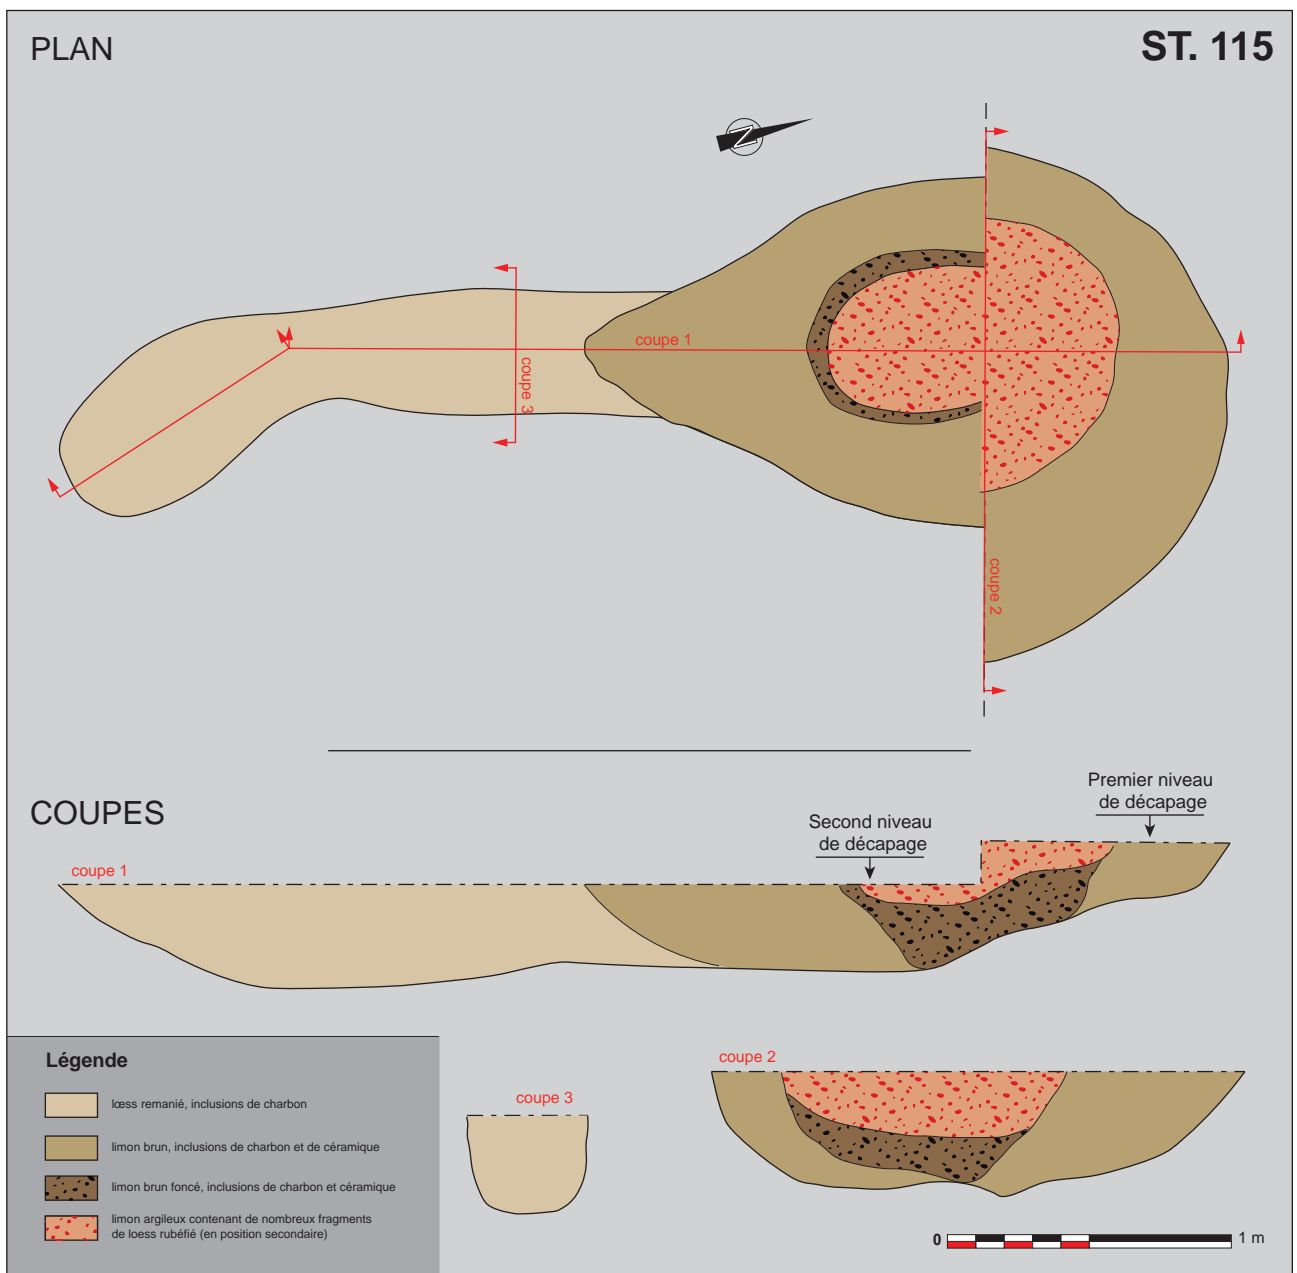 PLAN
ST. 115
N
coupe 1
coupe 3
coupe 2
COUPES
Premier niveau
de décapage
Second niveau
de décapage
coupe 1
Légende
lœss remanié, inclusions de charbon
limon brun, inclusions de charbon et de céramique
limon brun foncé, inclusions de charbon et céramique
limon argileux contenant de nombreux fragments
de loess rubéfié (en position secondaire)
coupe 3
coupe 2
0 1 m